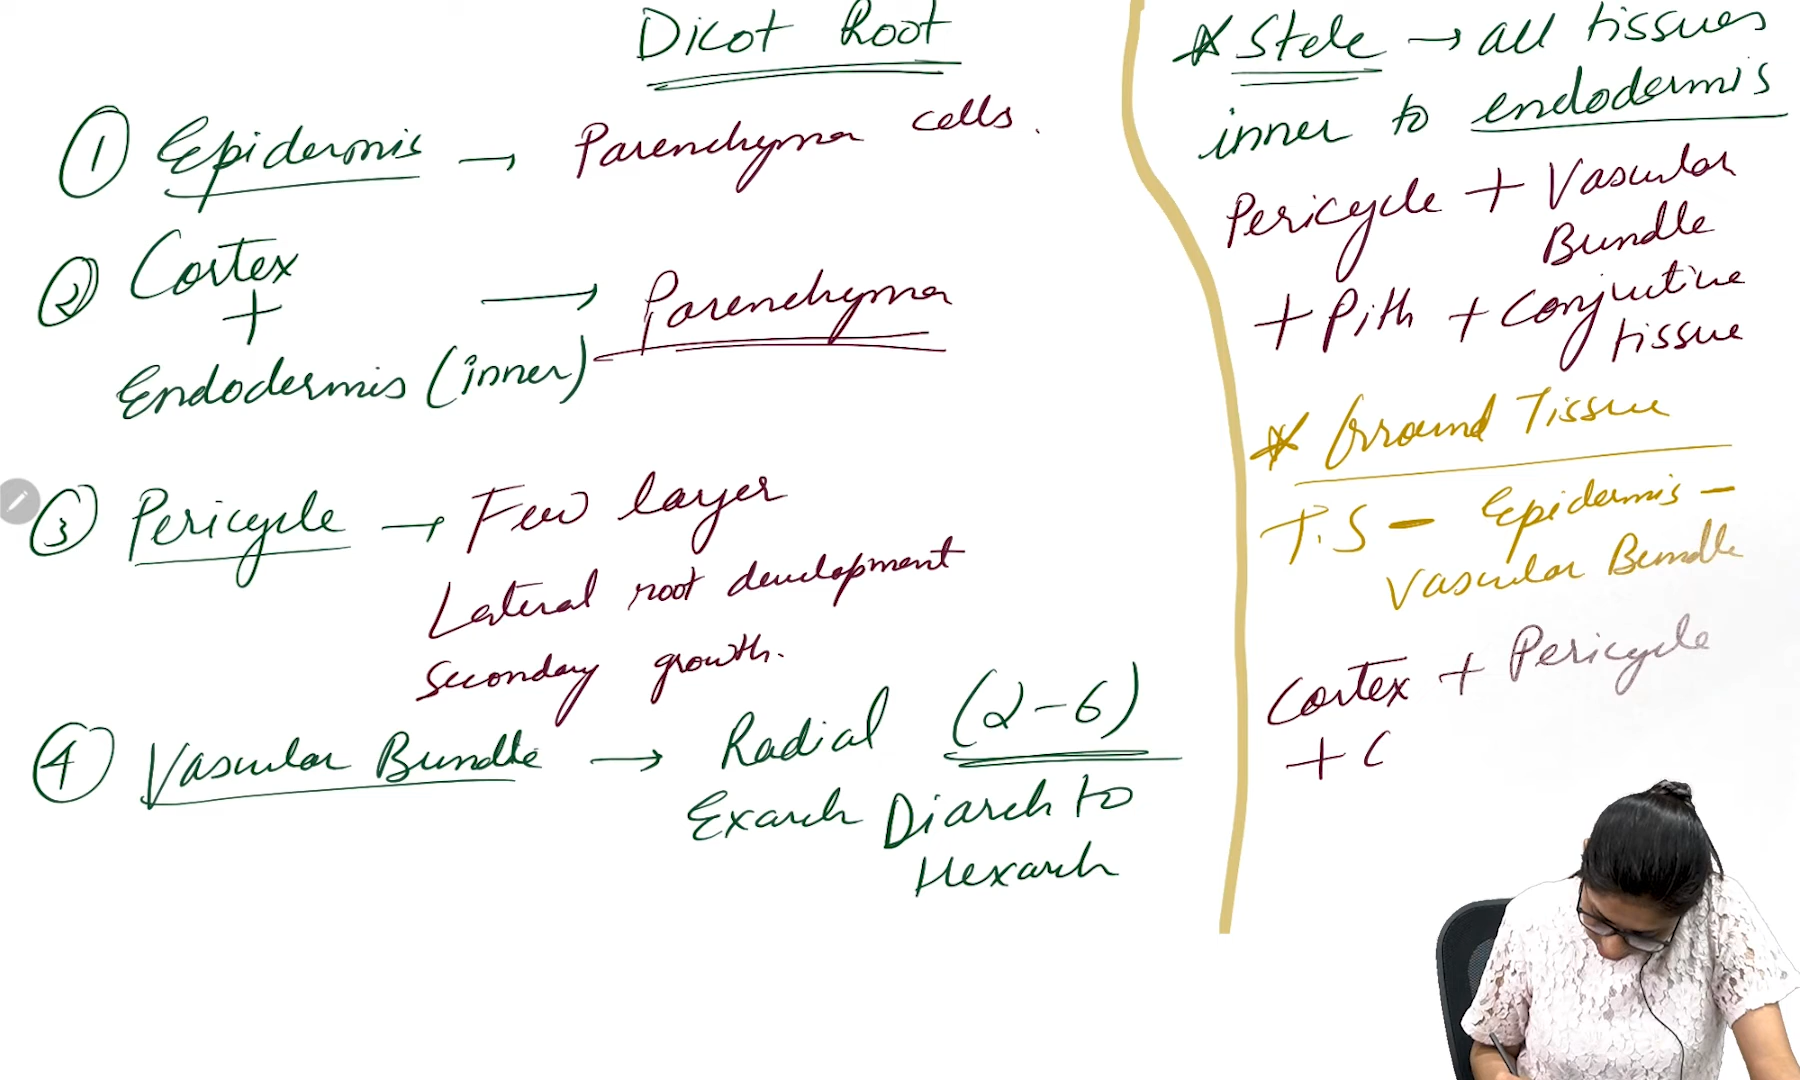 Dicot Root
① Epidermis → Parenchyma cells.
② Cortex
+
Endodermis (inner) → Parenchyma
③ Pericycle → Few layer
Lateral root development
Secondary growth.
④ Vascular Bundle → Radial (2-6)
Exarch Diarch to
Hexarch
* Stele → all tissues
inner to endodermis
Pericycle + Vascular
Bundle
+ Pith + Conjuctive
tissue
* Ground Tissue
T.S - Epidermis -
Vascular Bundle
Cortex + Pericycle
+ C